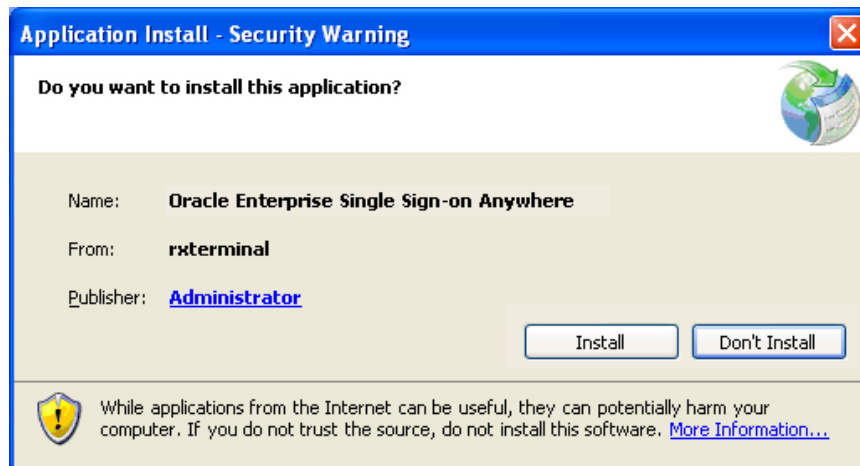 Application Install - Security Warning
Do you want to install this application?
Name: Oracle Enterprise Single Sign-on Anywhere
From: rxterminal
Publisher: Administrator
Install Don't Install
While applications from the Internet can be useful, they can potentially harm your
computer. If you do not trust the source, do not install this software. More Information...